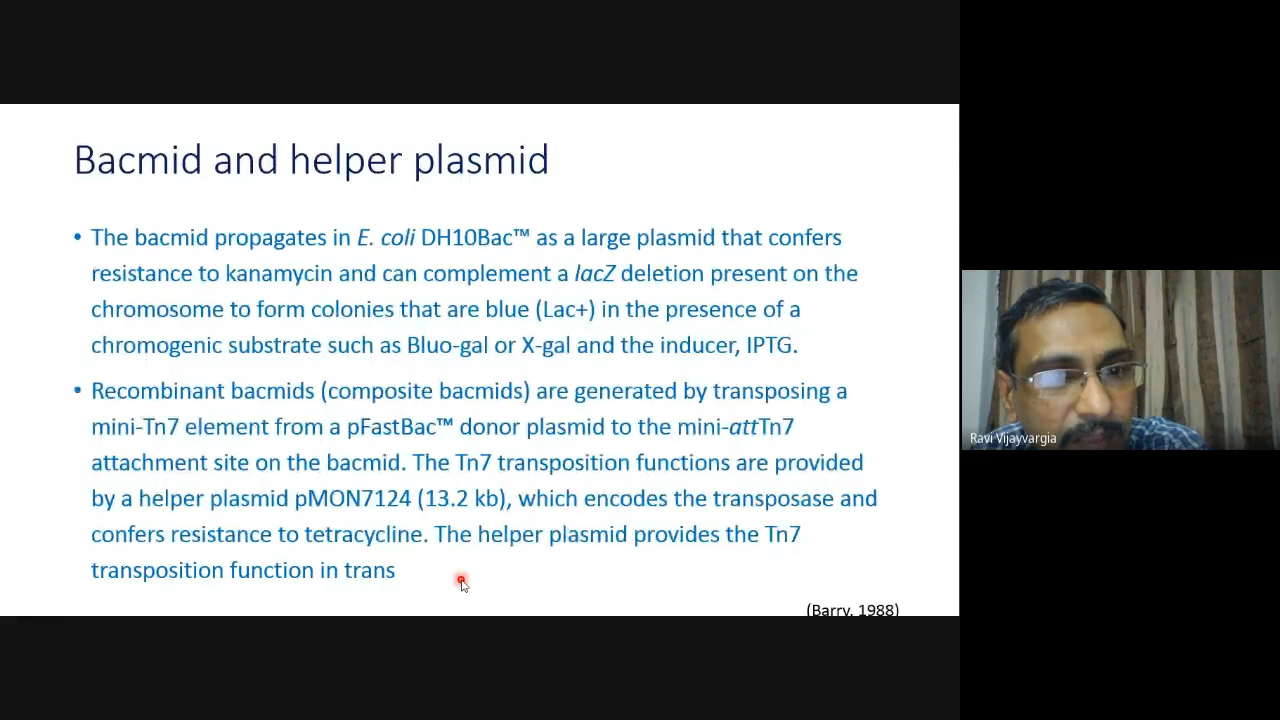 Bacmid and helper plasmid
• The bacmid propagates in E. coli DH10Bac™ as a large plasmid that confers
resistance to kanamycin and can complement a lacZ deletion present on the
chromosome to form colonies that are blue (Lac+) in the presence of a
chromogenic substrate such as Bluo-gal or X-gal and the inducer, IPTG.
• Recombinant bacmids (composite bacmids) are generated by transposing a
mini-Tn7 element from a pFastBac™ donor plasmid to the mini-attTn7
attachment site on the bacmid. The Tn7 transposition functions are provided
by a helper plasmid pMON7124 (13.2 kb), which encodes the transposase and
confers resistance to tetracycline. The helper plasmid provides the Tn7
transposition function in trans
(Barry, 1988)
Ravi Vijayvargia